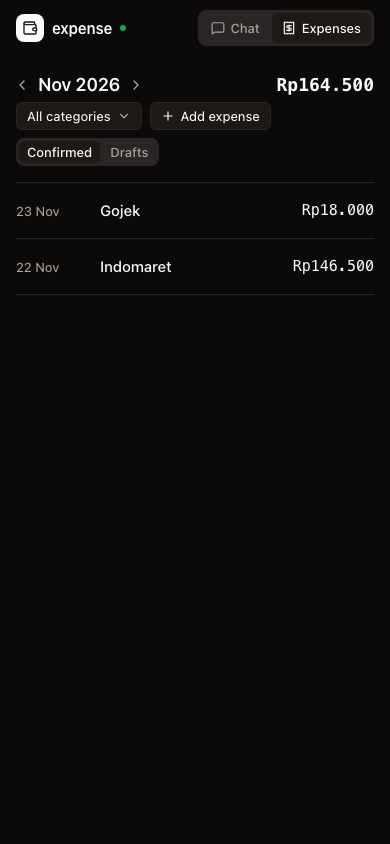 expense
Chat
Expenses
Nov 2026
Rp164.500
All categories
Add expense
Confirmed
Drafts
23 Nov Gojek Rp18.000
22 Nov Indomaret Rp146.500